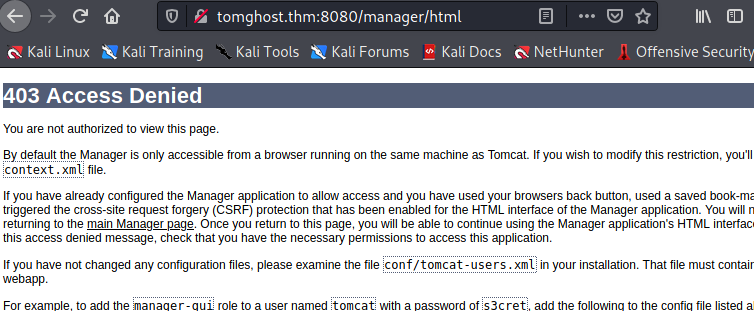 tomghost.thm:8080/manager/html
Kali Linux Kali Training Kali Tools Kali Forums Kali Docs NetHunter Offensive Security
403 Access Denied
You are not authorized to view this page.
By default the Manager is only accessible from a browser running on the same machine as Tomcat. If you wish to modify this restriction, you'll
context.xml file.
If you have already configured the Manager application to allow access and you have used your browsers back button, used a saved book-ma
triggered the cross-site request forgery (CSRF) protection that has been enabled for the HTML interface of the Manager application. You will n
returning to the main Manager page. Once you return to this page, you will be able to continue using the Manager application's HTML interfac
this access denied message, check that you have the necessary permissions to access this application.
If you have not changed any configuration files, please examine the file conf/tomcat-users.xml in your installation. That file must contain
webapp.
For example, to add the manager-gui role to a user named tomcat with a password of s3cret, add the following to the config file listed a